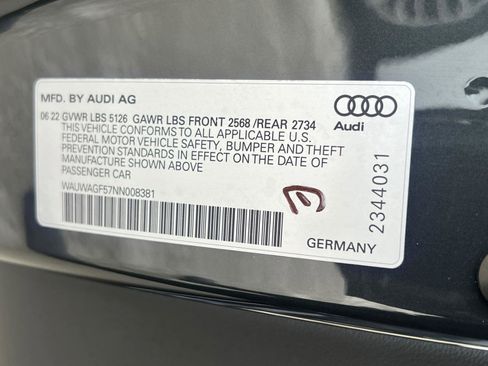 MFD. BY AUDI AG
06 22 GVWR LBS 5126 GAWR LBS FRONT 2568 /REAR 2734
THIS VEHICLE CONFORMS TO ALL APPLICABLE U.S.
FEDERAL MOTOR VEHICLE SAFETY, BUMPER AND THEFT
PREVENTION STANDARDS IN EFFECT ON THE DATE OF
MANUFACTURE SHOWN ABOVE
PASSENGER CAR
WAUWAGF57NN008381
Audi
2344031
GERMANY